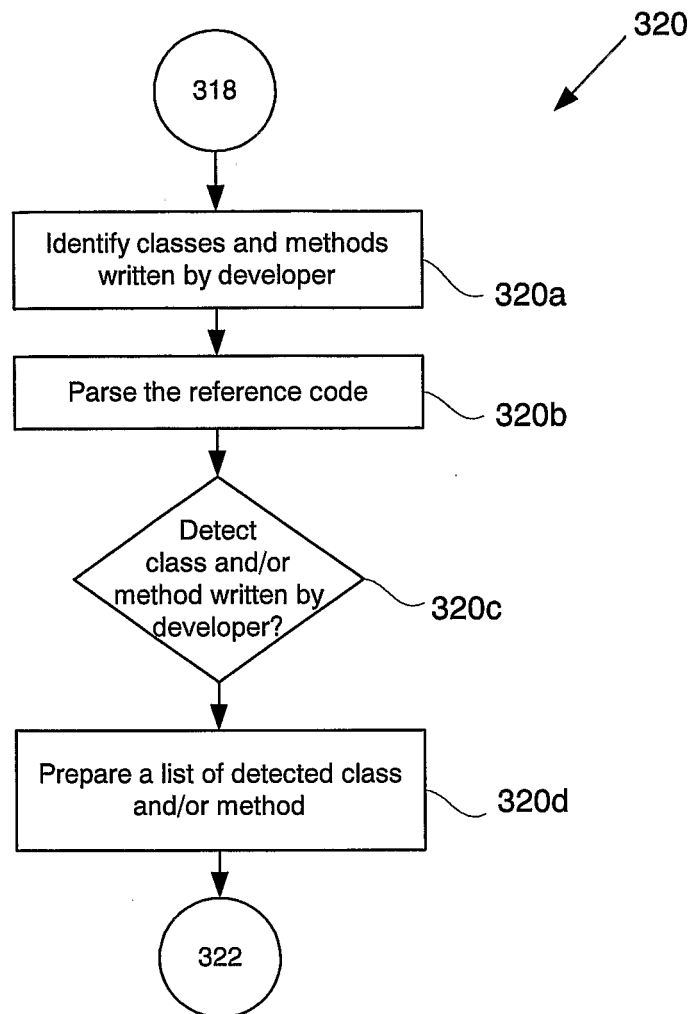 320
318
Identify classes and methods
written by developer
320a
Parse the reference code
320b
Detect
class and/or
method written by
developer?
320c
Prepare a list of detected class
and/or method
320d
322